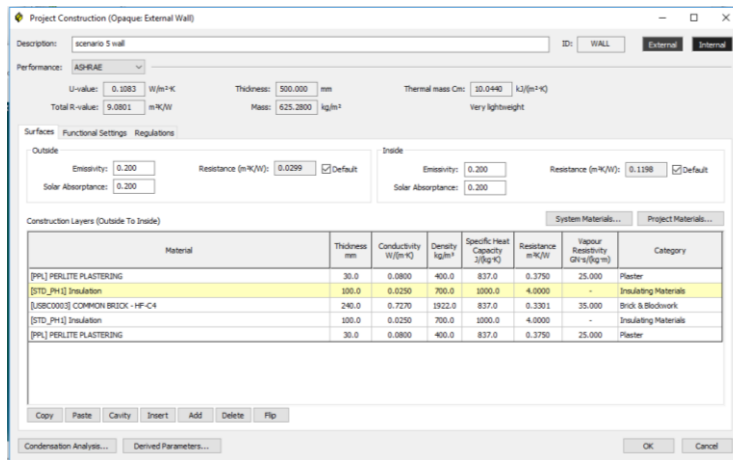 Project Construction (Opaque: External Wall)
Description: scenario 5 wall ID: WALL External Internal
Performance: ASHRAE
U-value: 0.1083 W/m²·K Thickness: 500.000 mm Thermal mass Cm: 10.0440 kJ/(m²·K)
Total R-value: 9.0801 m²K/W Mass: 625.2800 kg/m² Very lightweight
Surfaces Functional Settings Regulations
Outside Inside
Emissivity: 0.200 Resistance (m²K/W): 0.0299 Default Emissivity: 0.200 Resistance (m²K/W): 0.1198 Default
Solar Absorptance: 0.200 Solar Absorptance: 0.200
Construction Layers (Outside To Inside) System Materials... Project Materials...
Material Thickness mm Conductivity W/(m·K) Density kg/m³ Specific Heat Capacity J/(kg·K) Resistance m²K/W Vapour Resistivity GN·s/(kg·m) Category
[PPL] PERLITE PLASTERING 30.0 0.0800 400.0 837.0 0.3750 25.000 Plaster
[STD_PH1] Insulation 100.0 0.0250 700.0 1000.0 4.0000 - Insulating Materials
[USBC0003] COMMON BRICK - HF-C4 240.0 0.7270 1922.0 837.0 0.3301 35.000 Brick & Blockwork
[STD_PH1] Insulation 100.0 0.0250 700.0 1000.0 4.0000 - Insulating Materials
[PPL] PERLITE PLASTERING 30.0 0.0800 400.0 837.0 0.3750 25.000 Plaster
Copy Paste Cavity Insert Add Delete Flip
Condensation Analysis... Derived Parameters... OK Cancel